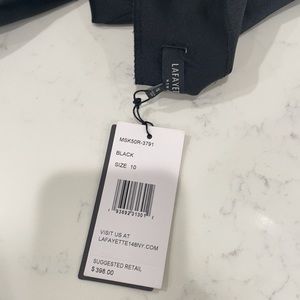 LAFAYETTE
MSK50R-3791
BLACK
SIZE 10
VISIT US AT
LAFAYETTE148NY.COM
SUGGESTED RETAIL
$ 398.00